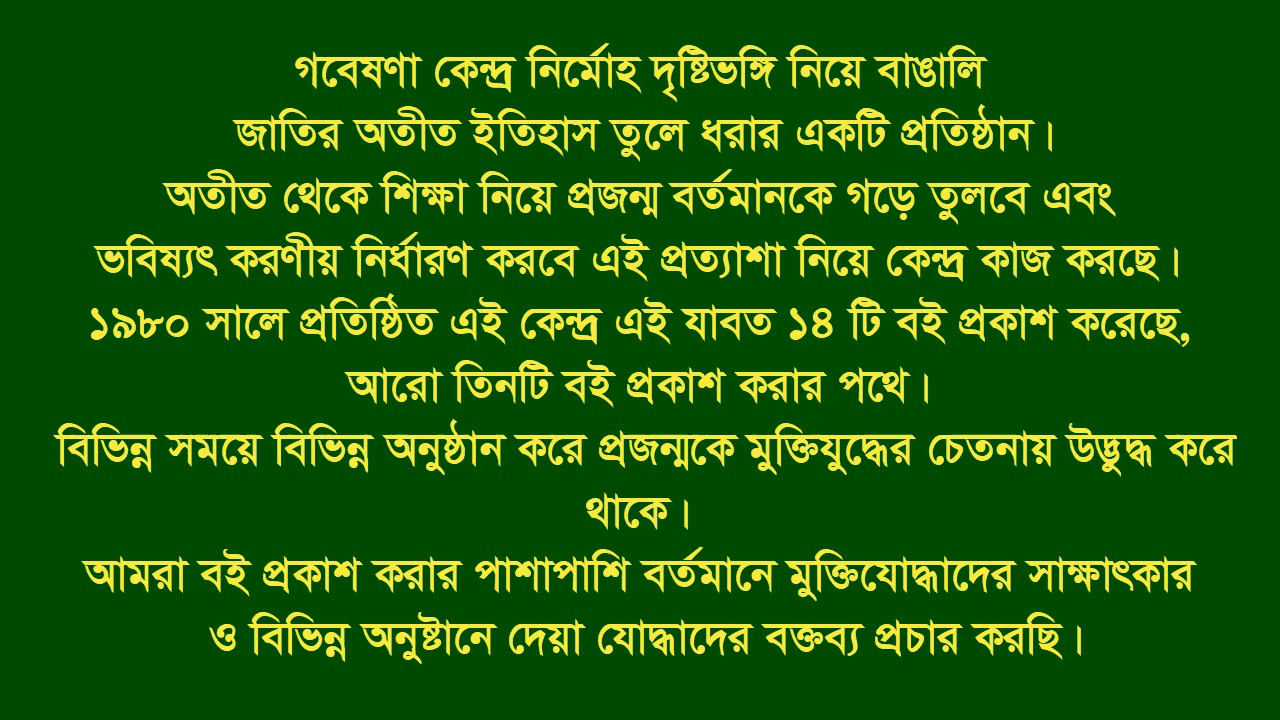 গবেষণা কেন্দ্র নির্মোহ দৃষ্টিভঙ্গি নিয়ে বাঙালি
জাতির অতীত ইতিহাস তুলে ধরার একটি প্রতিষ্ঠান।
অতীত থেকে শিক্ষা নিয়ে প্রজন্ম বর্তমানকে গড়ে তুলবে এবং
ভবিষ্যৎ করণীয় নির্ধারণ করবে এই প্রত্যাশা নিয়ে কেন্দ্র কাজ করছে।
১৯৮০ সালে প্রতিষ্ঠিত এই কেন্দ্র এই যাবত ১৪ টি বই প্রকাশ করেছে,
আরো তিনটি বই প্রকাশ করার পথে।
বিভিন্ন সময়ে বিভিন্ন অনুষ্ঠান করে প্রজন্মকে মুক্তিযুদ্ধের চেতনায় উদ্ভুদ্ধ করে
থাকে।
আমরা বই প্রকাশ করার পাশাপাশি বর্তমানে মুক্তিযোদ্ধাদের সাক্ষাৎকার
ও বিভিন্ন অনুষ্টানে দেয়া যোদ্ধাদের বক্তব্য প্রচার করছি।